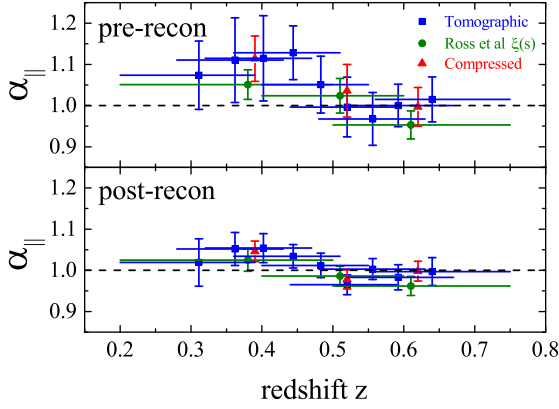 pre-recon
Tomographic
Ross et al ξ(s)
Compressed
α||
1.2
1.1
1.0
0.9
post-recon
α||
1.2
1.1
1.0
0.9
0.2 0.3 0.4 0.5 0.6 0.7 0.8
redshift z